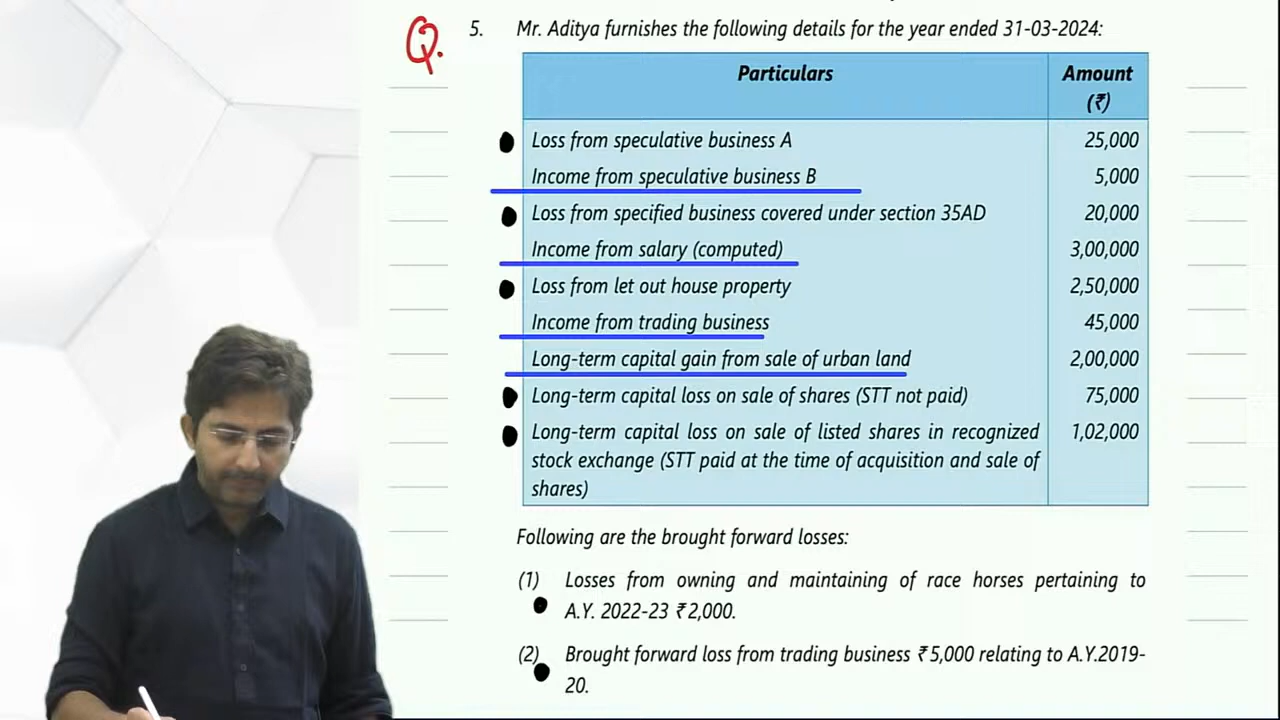 Q.
5. Mr. Aditya furnishes the following details for the year ended 31-03-2024:
Particulars Amount
(₹)
Loss from speculative business A 25,000
Income from speculative business B 5,000
Loss from specified business covered under section 35AD 20,000
Income from salary (computed) 3,00,000
Loss from let out house property 2,50,000
Income from trading business 45,000
Long-term capital gain from sale of urban land 2,00,000
Long-term capital loss on sale of shares (STT not paid) 75,000
Long-term capital loss on sale of listed shares in recognized 1,02,000
stock exchange (STT paid at the time of acquisition and sale of
shares)
Following are the brought forward losses:
(1) Losses from owning and maintaining of race horses pertaining to
A.Y. 2022-23 ₹2,000.
(2) Brought forward loss from trading business ₹5,000 relating to A.Y.2019-
20.